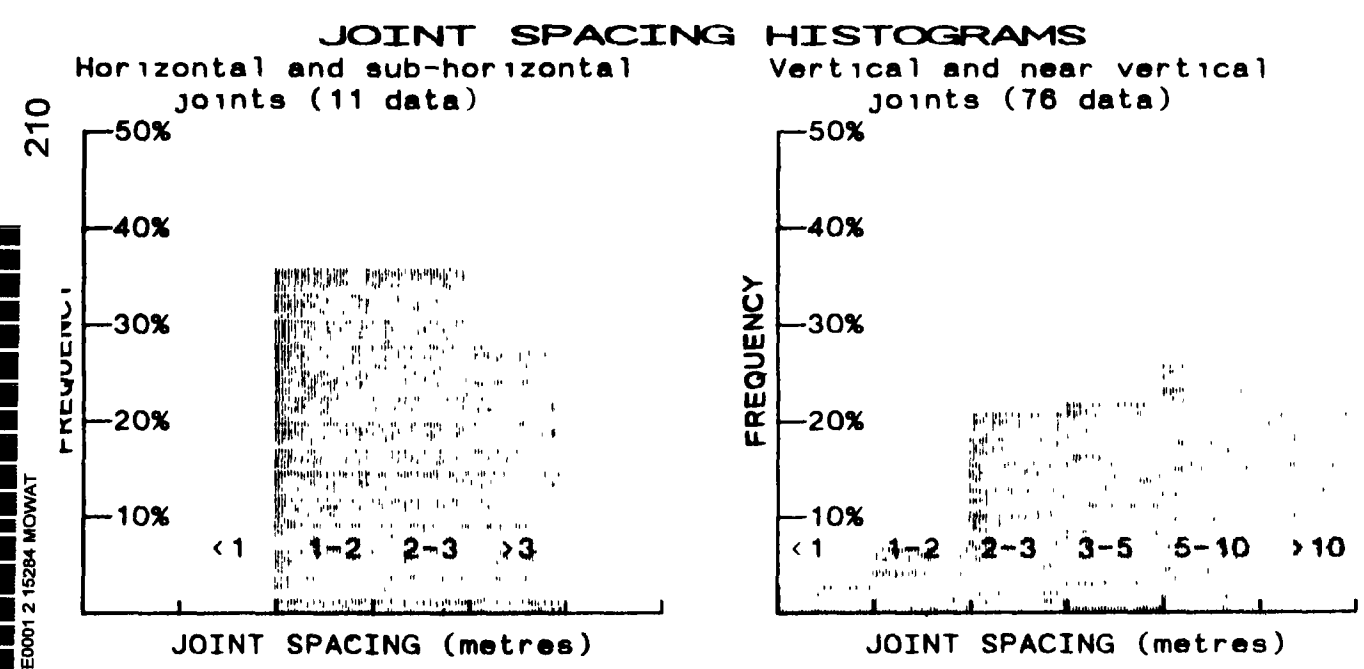 JOINT SPACING HISTOGRAMS
Horizontal and sub-horizontal
joints (11 data)
50%
40%
30%
20%
10%
FREQUENCY
<1 1-2 2-3 >3
JOINT SPACING (metres)
Vertical and near vertical
joints (76 data)
50%
40%
30%
20%
10%
FREQUENCY
<1 1-2 2-3 3-5 5-10 >10
JOINT SPACING (metres)
210
E0001 2 15284 MOWAT